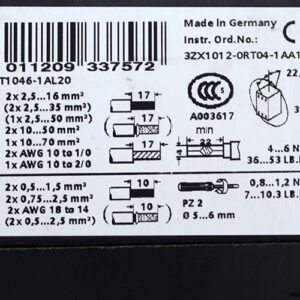 Made in Germany
Instr. Ord.No.:
3ZX1012-0RT04-1AA1
011209 337572
T1046-1AL20
2x 2,5...16 mm²
(2x 2,5...35 mm²)
(1x 2,5...50 mm²)
17
2x 10...50 mm²
1x 10...70 mm²
17
2x AWG 10 to 1/0
1x AWG 10 to 2/0
17
CCC
S
A003617
min
22
22,
4...6 N
36...53 LB.
2x 0,5...1,5 mm²
2x 0,75...2,5 mm²
2x AWG 18 to 14
(2x 0,5...2,5 mm²)
10
10
PZ 2
Ø 5...6 mm
0,8...1,2 N
7...10.3 LB.